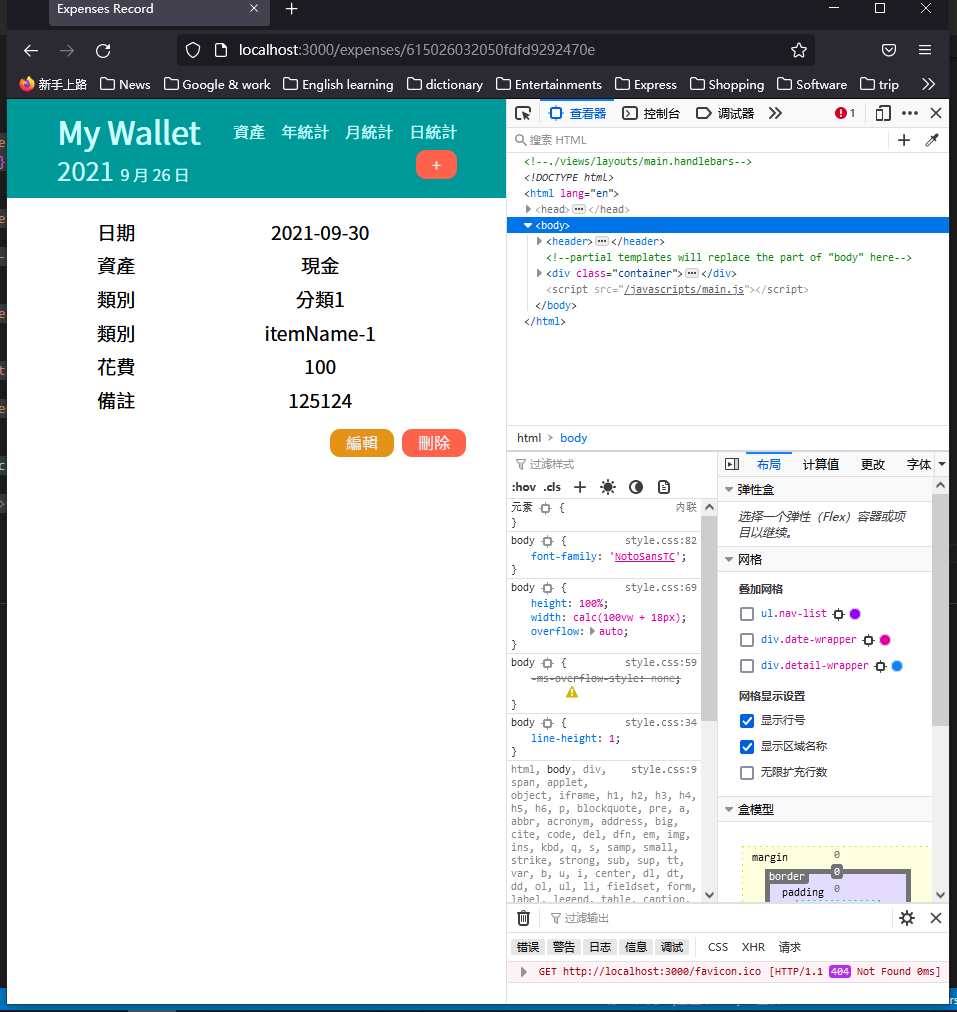 Expenses Record
localhost:3000/expenses/615026032050fdfd9292470e
新手上路 News Google & work English learning dictionary Entertainments Express Shopping Software trip
My Wallet 資產 年統計 月統計 日統計
2021 9 月 26 日 +
日期 2021-09-30
資產 現金
類別 分類1
類別 itemName-1
花費 100
備註 125124
編輯 刪除
查看器 控制台 调试器 1
搜索 HTML
<!--./views/layouts/main.handlebars-->
<!DOCTYPE html>
<html lang="en">
<head>
</head>
<body>
<header>
</header>
<!--partial templates will replace the part of "body" here-->
<div class="container">
</div>
<script src="/javascripts/main.js"></script>
</body>
</html>
html > body
过滤样式
:hov .cls
元素 { 内联
}
body { style.css:82
font-family: 'NotoSansTC';
}
body { style.css:69
height: 100%;
width: calc(100vw + 18px);
overflow: auto;
}
body { style.css:59
-ms-overflow-style: none;
}
body { style.css:34
line-height: 1;
}
html, body, div, style.css:9
span, applet,
object, iframe, h1, h2, h3, h4,
h5, h6, p, blockquote, pre, a,
abbr, acronym, address, big,
cite, code, del, dfn, em, img,
ins, kbd, q, s, samp, small,
strike, strong, sub, sup, tt,
var, b, u, i, center, dl, dt,
dd, ol, ul, li, fieldset, form,
label, legend, table, caption,
布局 计算值 更改 字体
弹性盒
选择一个弹性（Flex）容器或项
目以继续。
网格
叠加网格
ul.nav-list
div.date-wrapper
div.detail-wrapper
网格显示设置
显示行号
显示区域名称
无限扩充行数
盒模型
margin 0
border 0
padding 0
过滤输出
错误 警告 日志 信息 调试 CSS XHR 请求
GET http://localhost:3000/favicon.ico [HTTP/1.1 404 Not Found 0ms]